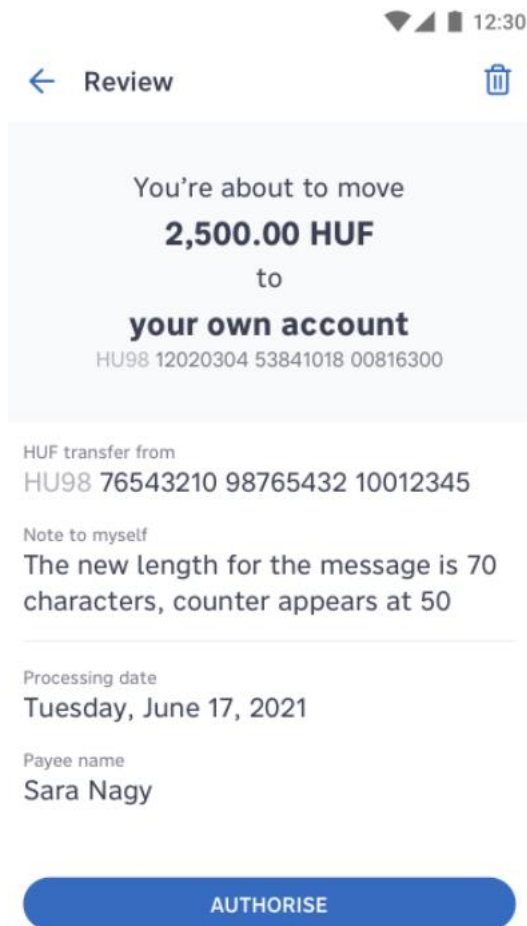 12:30
Review
You're about to move
2,500.00 HUF
to
your own account
HU98 12020304 53841018 00816300
HUF transfer from
HU98 76543210 98765432 10012345
Note to myself
The new length for the message is 70
characters, counter appears at 50
Processing date
Tuesday, June 17, 2021
Payee name
Sara Nagy
AUTHORISE